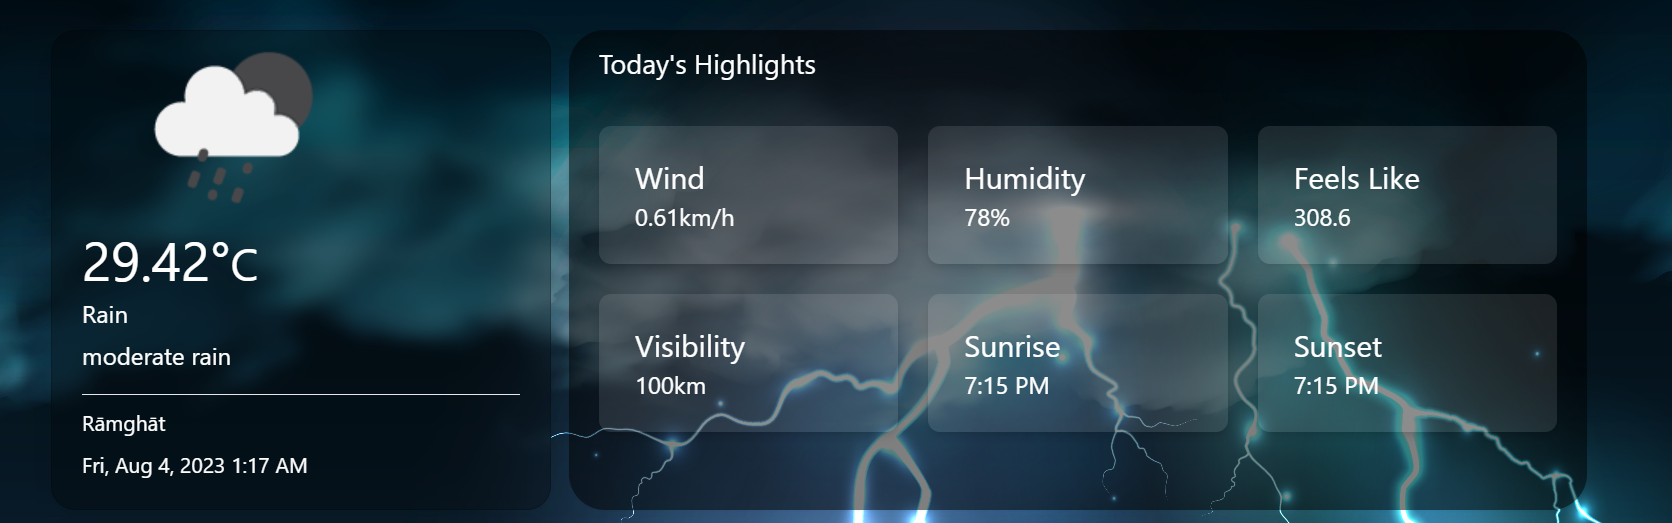 29.42°C
Rain
moderate rain
Rāmghāt
Fri, Aug 4, 2023 1:17 AM
Today's Highlights
Wind
0.61km/h
Humidity
78%
Feels Like
308.6
Visibility
100km
Sunrise
7:15 PM
Sunset
7:15 PM